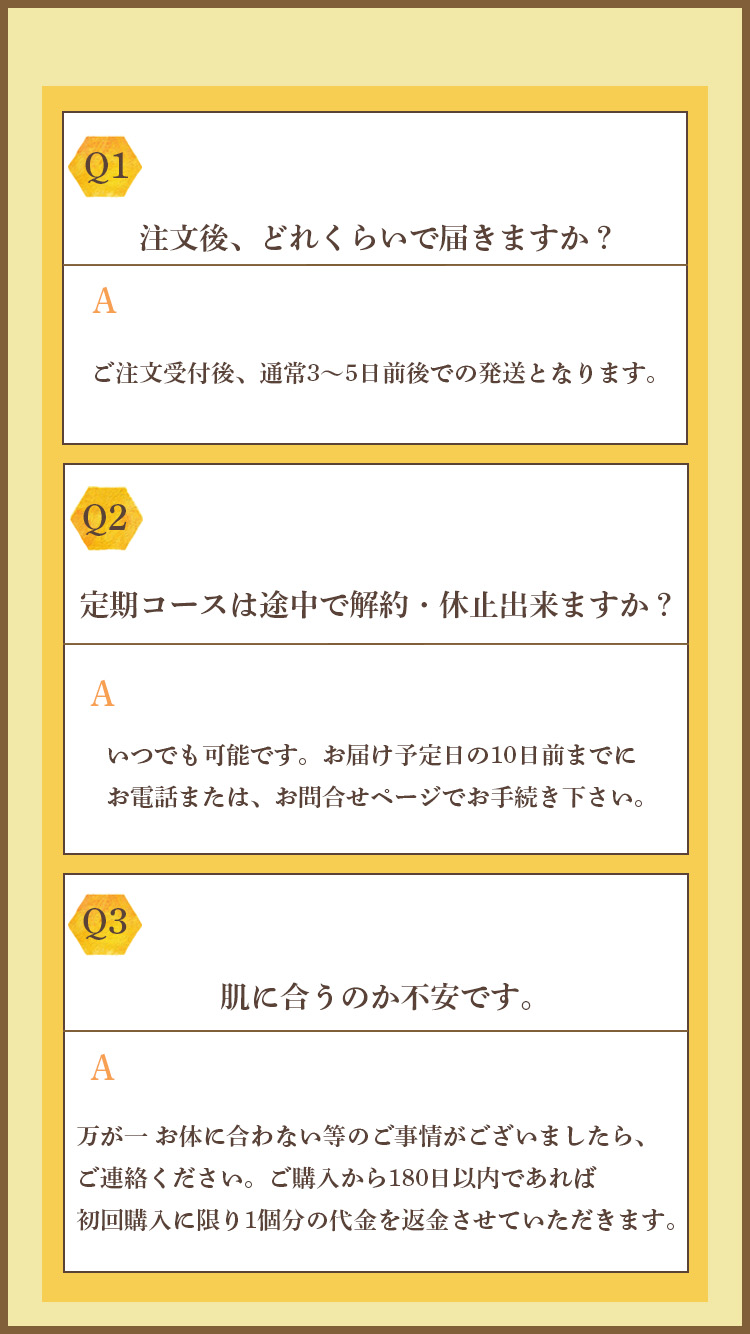 Q1
注文後、どれくらいで届きますか？
A
ご注文受付後、通常3〜5日前後での発送となります。
Q2
定期コースは途中で解約・休止出来ますか？
A
いつでも可能です。お届け予定日の10日前までに
お電話または、お問合せページでお手続き下さい。
Q3
肌に合うのか不安です。
A
万が一 お体に合わない等のご事情がございましたら、
ご連絡ください。ご購入から180日以内であれば
初回購入に限り1個分の代金を返金させていただきます。